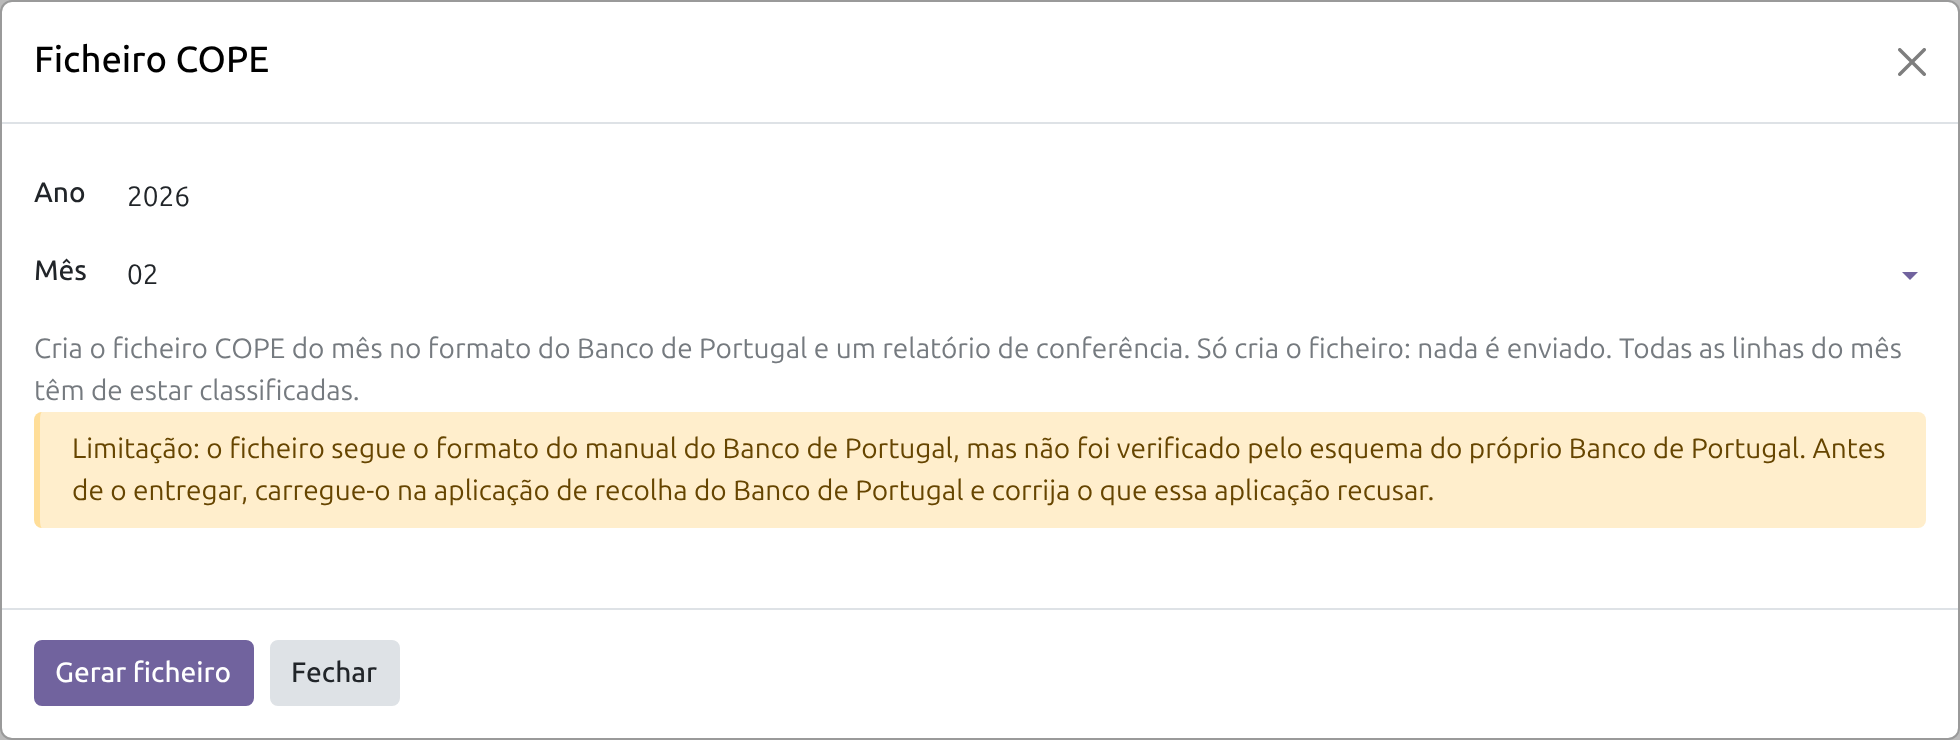 Ficheiro COPE
Ano 2026
Mês 02
Cria o ficheiro COPE do mês no formato do Banco de Portugal e um relatório de conferência. Só cria o ficheiro: nada é enviado. Todas as linhas do mês
têm de estar classificadas.
Limitação: o ficheiro segue o formato do manual do Banco de Portugal, mas não foi verificado pelo esquema do próprio Banco de Portugal. Antes
de o entregar, carregue-o na aplicação de recolha do Banco de Portugal e corrija o que essa aplicação recusar.
Gerar ficheiro Fechar